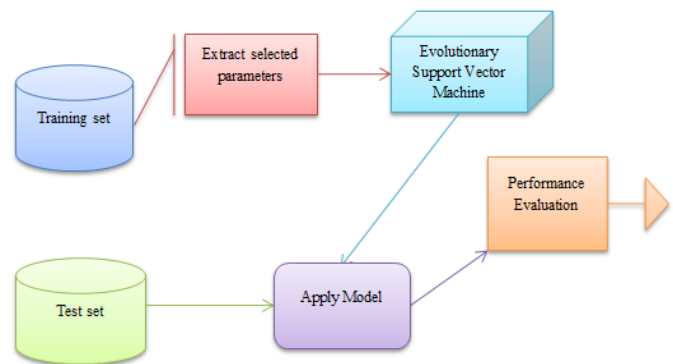 Training set
Extract selected
parameters
Evolutionary
Support Vector
Machine
Performance
Evaluation
Test set
Apply Model